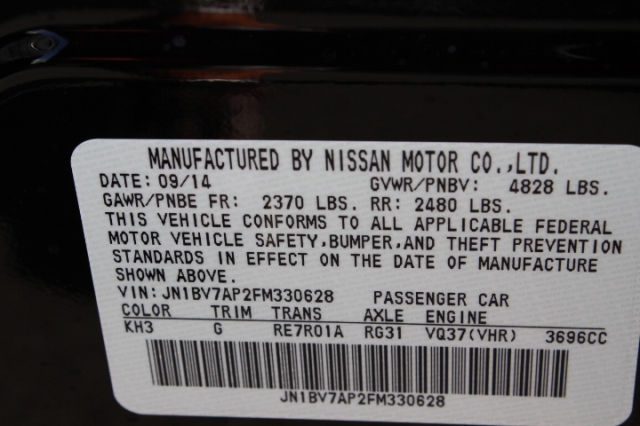 MANUFACTURED BY NISSAN MOTOR CO.,LTD.
DATE: 09/14 GVWR/PNBV: 4828 LBS.
GAWR/PNBE FR: 2370 LBS. RR: 2480 LBS.
THIS VEHICLE CONFORMS TO ALL APPLICABLE FEDERAL
MOTOR VEHICLE SAFETY,BUMPER,AND THEFT PREVENTION
STANDARDS IN EFFECT ON THE DATE OF MANUFACTURE
SHOWN ABOVE.
VIN: JN1BV7AP2FM330628 PASSENGER CAR
COLOR TRIM TRANS AXLE ENGINE
KH3 G RE7R01A RG31 VQ37(VHR) 3696CC
JN1BV7AP2FM330628